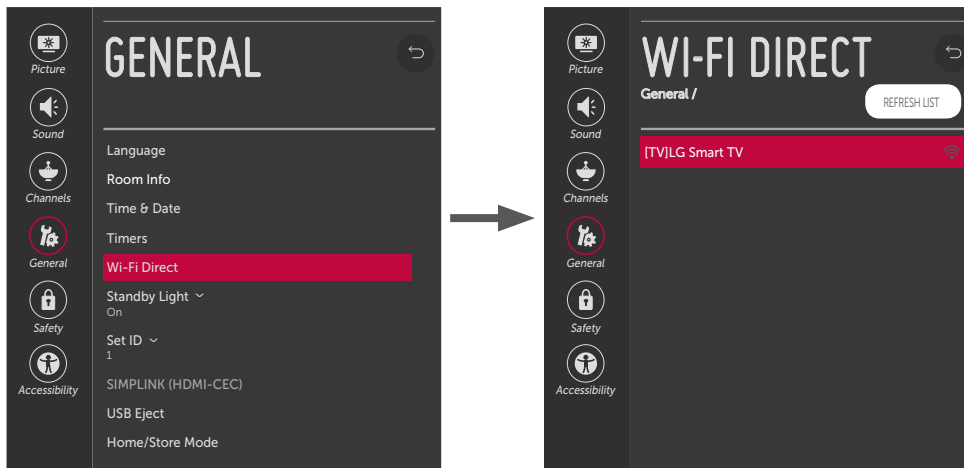 Picture
Sound
Channels
General
Safety
Accessibility
GENERAL
Language
Room Info
Time & Date
Timers
Wi-Fi Direct
Standby Light
On
Set ID
1
SIMPLINK (HDMI-CEC)
USB Eject
Home/Store Mode
Picture
Sound
Channels
General
Safety
Accessibility
WI-FI DIRECT
General /
REFRESH LIST
[TV]LG Smart TV